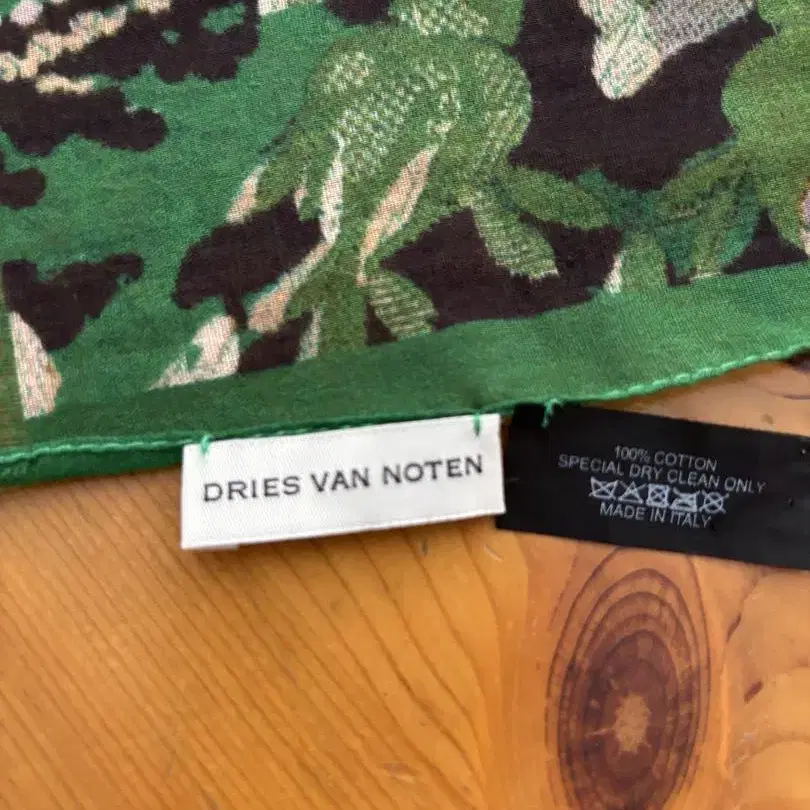 DRIES VAN NOTEN
100% COTTON
SPECIAL DRY CLEAN ONLY
MADE IN ITALY